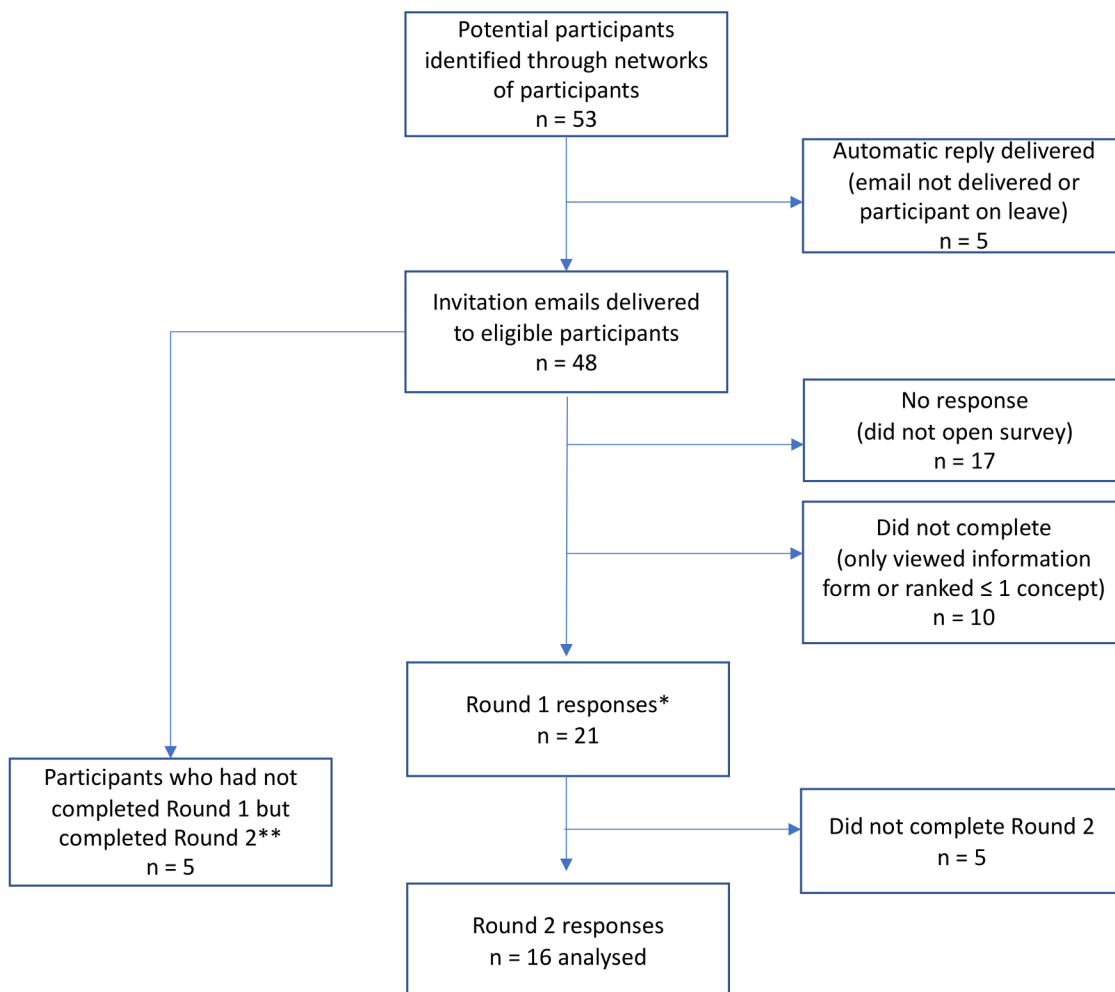 Potential participants
identified through networks
of participants
n = 53
Automatic reply delivered
(email not delivered or
participant on leave)
n = 5
Invitation emails delivered
to eligible participants
n = 48
No response
(did not open survey)
n = 17
Did not complete
(only viewed information
form or ranked ≤ 1 concept)
n = 10
Round 1 responses*
n = 21
Participants who had not
completed Round 1 but
completed Round 2**
n = 5
Did not complete Round 2
n = 5
Round 2 responses
n = 16 analysed